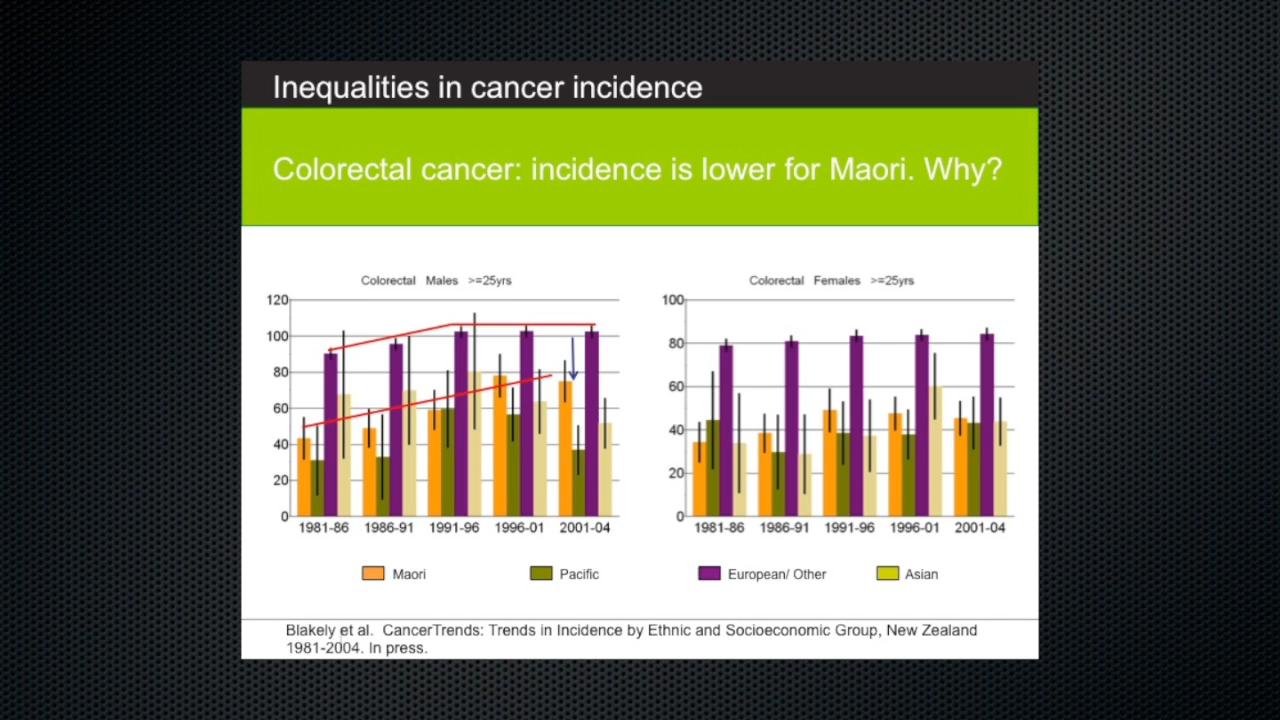 Inequalities in cancer incidence
Colorectal cancer: incidence is lower for Maori. Why?
Colorectal Males >=25yrs
120
100
80
60
40
20
0
1981-86 1986-91 1991-96 1996-01 2001-04
Colorectal Females >=25yrs
100
80
60
40
20
0
1981-86 1986-91 1991-96 1996-01 2001-04
Maori Pacific European/ Other Asian
Blakely et al. CancerTrends: Trends in Incidence by Ethnic and Socioeconomic Group, New Zealand
1981-2004. In press.